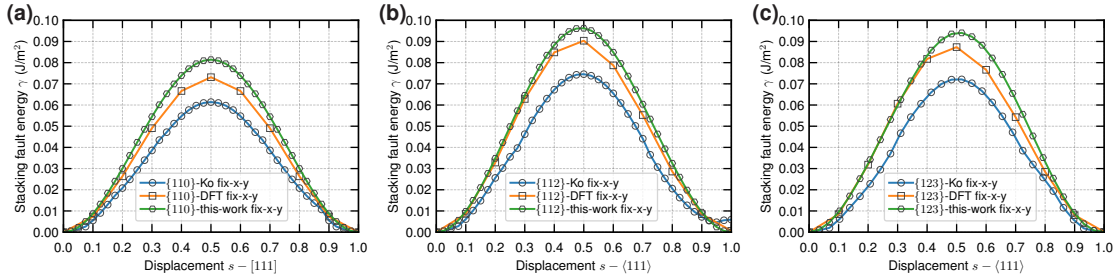 (a)
Stacking fault energy γ (J/m²)
0.10
0.09
0.08
0.07
0.06
0.05
0.04
0.03
0.02
0.01
0.00
{110}-Ko fix-x-y
{110}-DFT fix-x-y
{110}-this-work fix-x-y
0.0 0.1 0.2 0.3 0.4 0.5 0.6 0.7 0.8 0.9 1.0
Displacement s − [111]
(b)
Stacking fault energy γ (J/m²)
0.10
0.09
0.08
0.07
0.06
0.05
0.04
0.03
0.02
0.01
0.00
{112}-Ko fix-x-y
{112}-DFT fix-x-y
{112}-this-work fix-x-y
0.0 0.1 0.2 0.3 0.4 0.5 0.6 0.7 0.8 0.9 1.0
Displacement s − ⟨111⟩
(c)
Stacking fault energy γ (J/m²)
0.10
0.09
0.08
0.07
0.06
0.05
0.04
0.03
0.02
0.01
0.00
{123}-Ko fix-x-y
{123}-DFT fix-x-y
{123}-this-work fix-x-y
0.0 0.1 0.2 0.3 0.4 0.5 0.6 0.7 0.8 0.9 1.0
Displacement s − ⟨111⟩